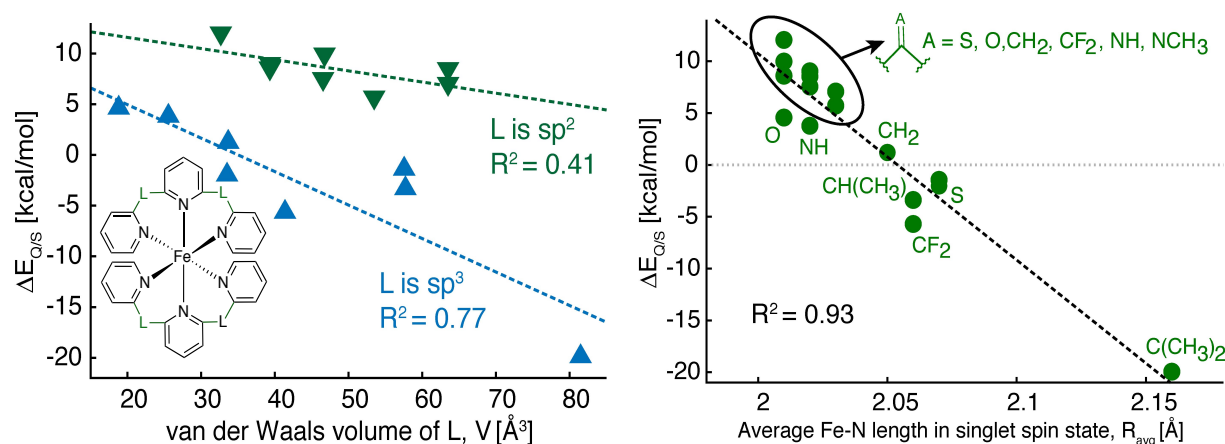 10
5
0
-5
-10
-15
-20
ΔE_Q/S [kcal/mol]
20 30 40 50 60 70 80
van der Waals volume of L, V [Å³]
L is sp²
R² = 0.41
L is sp³
R² = 0.77
L L
N
N N
Fe
N N
N
L L
10
5
0
-5
-10
-15
-20
ΔE_Q/S [kcal/mol]
2 2.05 2.1 2.15
Average Fe-N length in singlet spin state, R_avg [Å]
A
A = S, O,CH₂, CF₂, NH, NCH₃
O
NH
CH₂
CH(CH₃)
S
CF₂
R² = 0.93
C(CH₃)₂